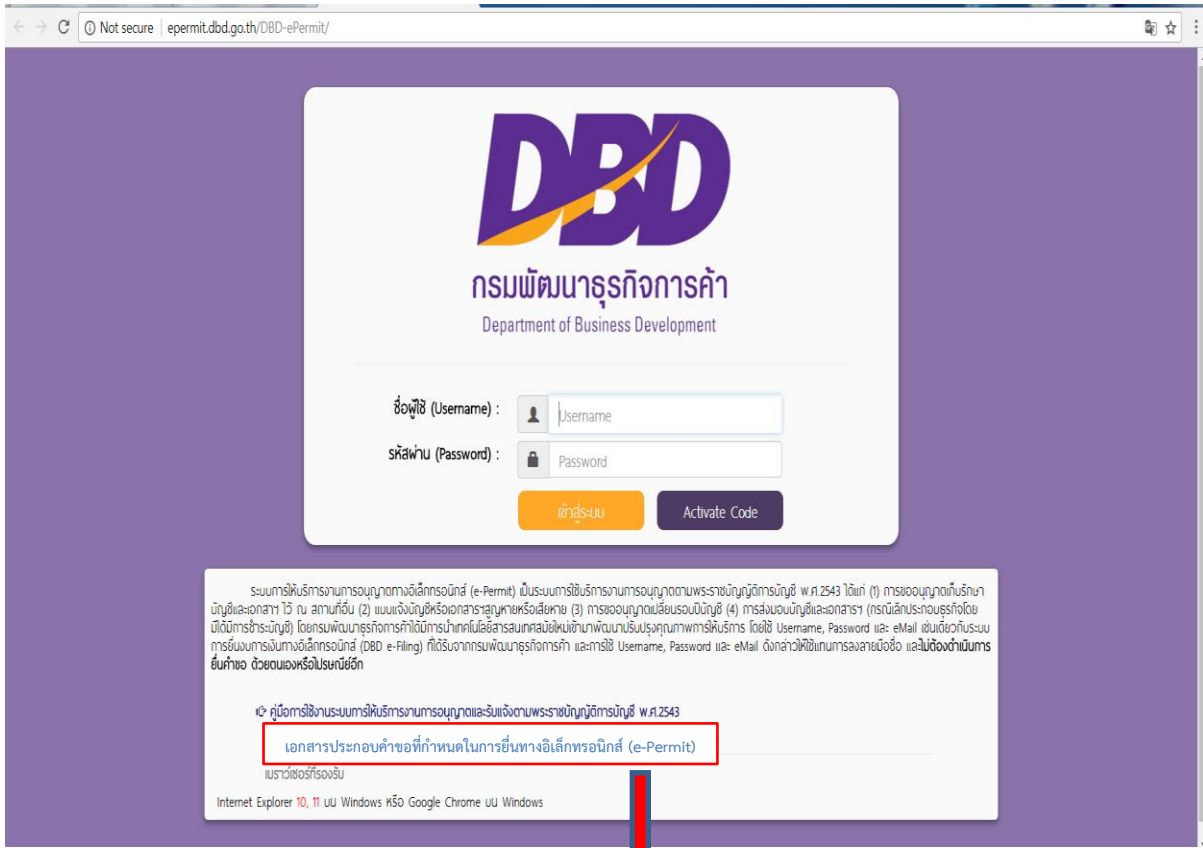 Not secure | epermit.dbd.go.th/DBD-ePermit/
DBD
กรมพัฒนาธุรกิจการค้า
Department of Business Development
ชื่อผู้ใช้ (Username) :
Username
รหัสผ่าน (Password) :
Password
เข้าสู่ระบบ
Activate Code
ระบบการให้บริการงานการอนุญาตทางอิเล็กทรอนิกส์ (e-Permit) เป็นระบบการใช้บริการงานการอนุญาตตามพระราชบัญญัติการบัญชี พ.ศ.2543 ได้แก่ (1) การขออนุญาตเก็บรักษา
บัญชีและเอกสารฯ ไว้ ณ สถานที่อื่น (2) แบบแจ้งบัญชีหรือเอกสารฯสูญหายหรือเสียหาย (3) การขออนุญาตเปลี่ยนรอบปีบัญชี (4) การส่งมอบบัญชีและเอกสารฯ (กรณีเลิกประกอบธุรกิจโดย
มิได้มีการชำระบัญชี) โดยกรมพัฒนาธุรกิจการค้าได้มีการนำเทคโนโลยีสารสนเทศสมัยใหม่เข้ามาพัฒนาปรับปรุงคุณภาพการให้บริการ โดยใช้ Username, Password และ eMail เช่นเดียวกับระบบ
การยื่นงบการเงินทางอิเล็กทรอนิกส์ (DBD e-Filing) ที่ได้รับจากกรมพัฒนาธุรกิจการค้า และการใช้ Username, Password และ eMail ดังกล่าวให้ใช้แทนการลงลายมือชื่อ และไม่ต้องดำเนินการ
ยื่นคำขอ ด้วยตนเองหรือไปรษณีย์อีก
คู่มือการใช้งานระบบการให้บริการงานการอนุญาตและรับแจ้งตามพระราชบัญญัติการบัญชี พ.ศ.2543
เอกสารประกอบคำขอที่กำหนดในการยื่นทางอิเล็กทรอนิกส์ (e-Permit)
เบราว์เซอร์ที่รองรับ
Internet Explorer 10, 11 บน Windows หรือ Google Chrome บน Windows